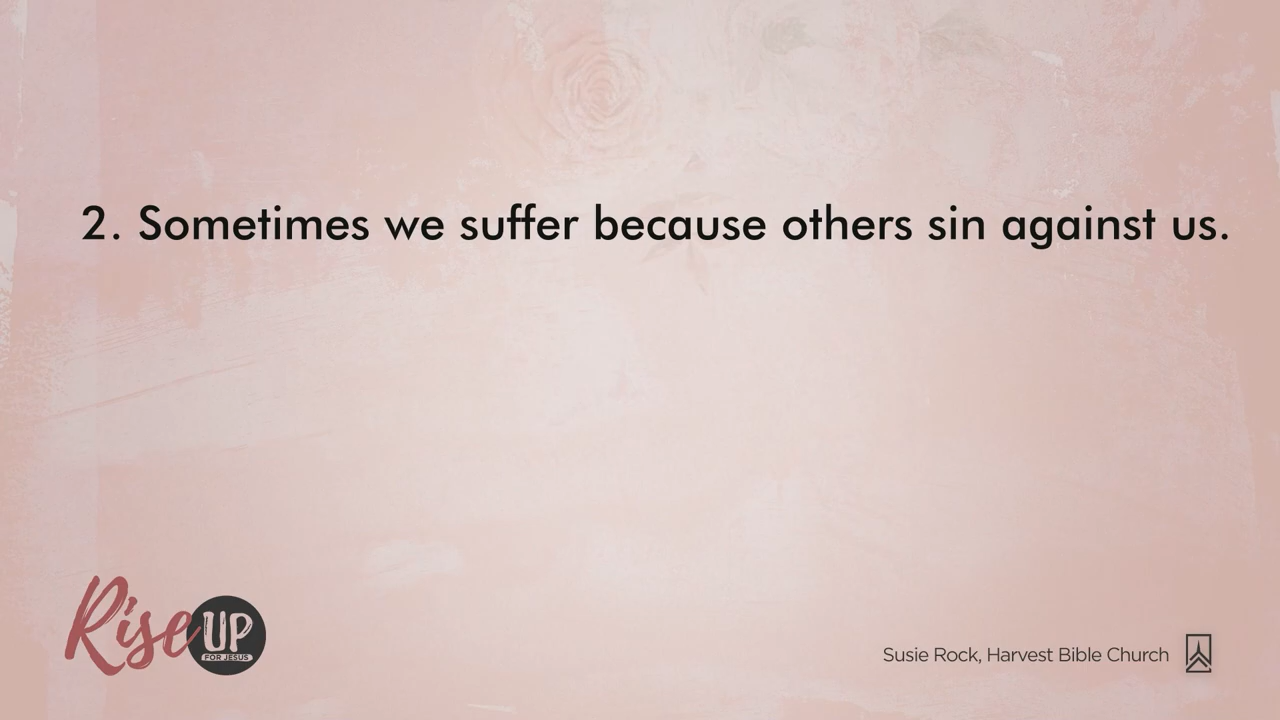 2. Sometimes we suffer because others sin against us.
Rise UP
FOR JESUS
Susie Rock, Harvest Bible Church